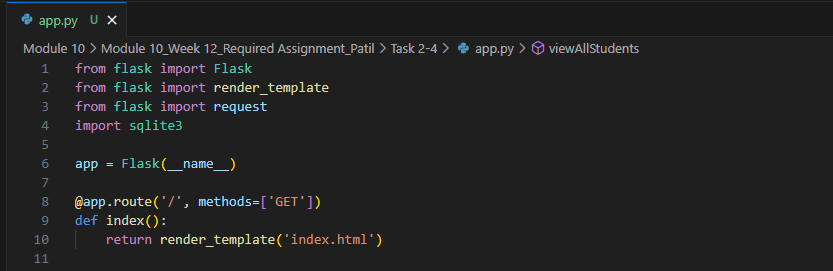 app.py U ×
Module 10 > Module 10_Week 12_Required Assignment_Patil > Task 2-4 > app.py > viewAllStudents
1 from flask import Flask
2 from flask import render_template
3 from flask import request
4 import sqlite3
5
6 app = Flask(__name__)
7
8 @app.route('/', methods=['GET'])
9 def index():
10     return render_template('index.html')
11